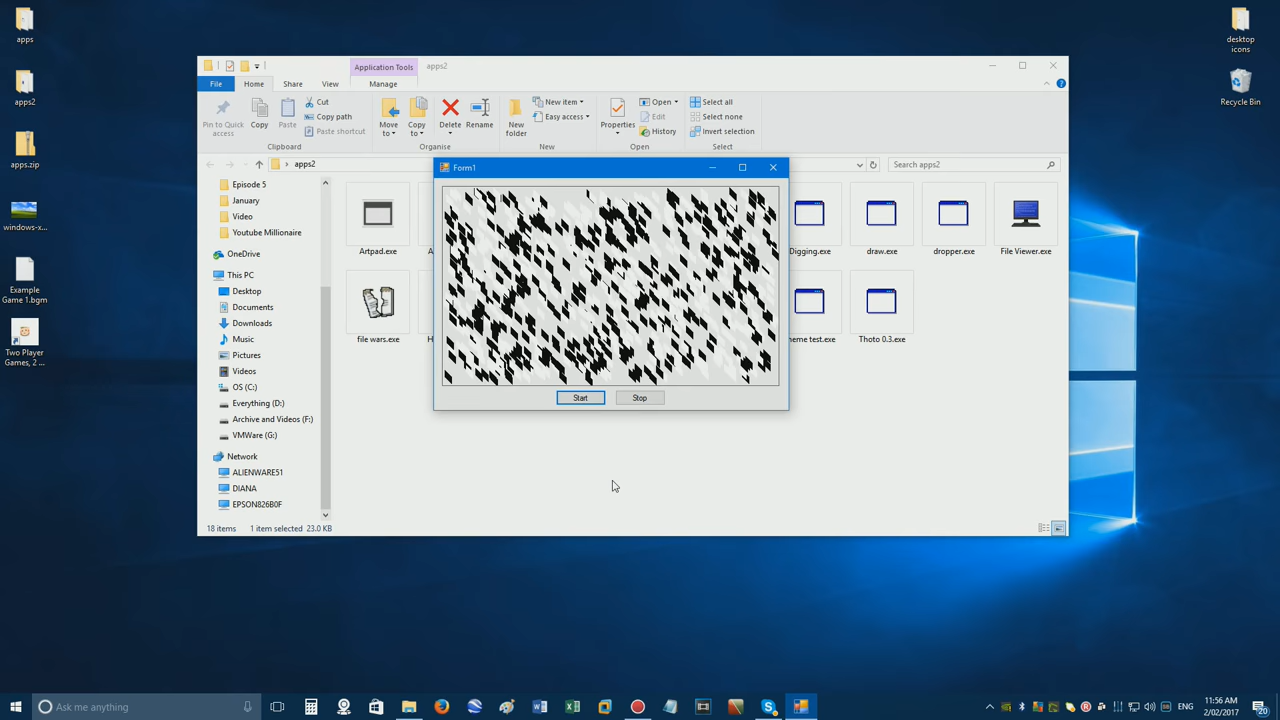 apps
apps2
apps.zip
windows-x...
Example
Game 1.bgm
Two Player
Games, 2 ...
desktop
icons
Recycle Bin
Application Tools
apps2
File
Home
Share
View
Manage
Pin to Quick
access
Copy
Paste
Cut
Copy path
Paste shortcut
Clipboard
Move
to
Copy
to
Delete
Rename
Organise
New
folder
New item
Easy access
New
Properties
Open
Edit
History
Open
Select all
Select none
Invert selection
Select
apps2
Search apps2
Episode 5
January
Video
Youtube Millionaire
OneDrive
This PC
Desktop
Documents
Downloads
Music
Pictures
Videos
OS (C:)
Everything (D:)
Archive and Videos (F:)
VMWare (G:)
Network
ALIENWARE51
DIANA
EPSON826B0F
Artpad.exe
Digging.exe
draw.exe
dropper.exe
File Viewer.exe
file wars.exe
Thoto 0.3.exe
Form1
Start
Stop
18 items
1 item selected 23.0 KB
Ask me anything
ENG
11:56 AM
2/02/2017
20